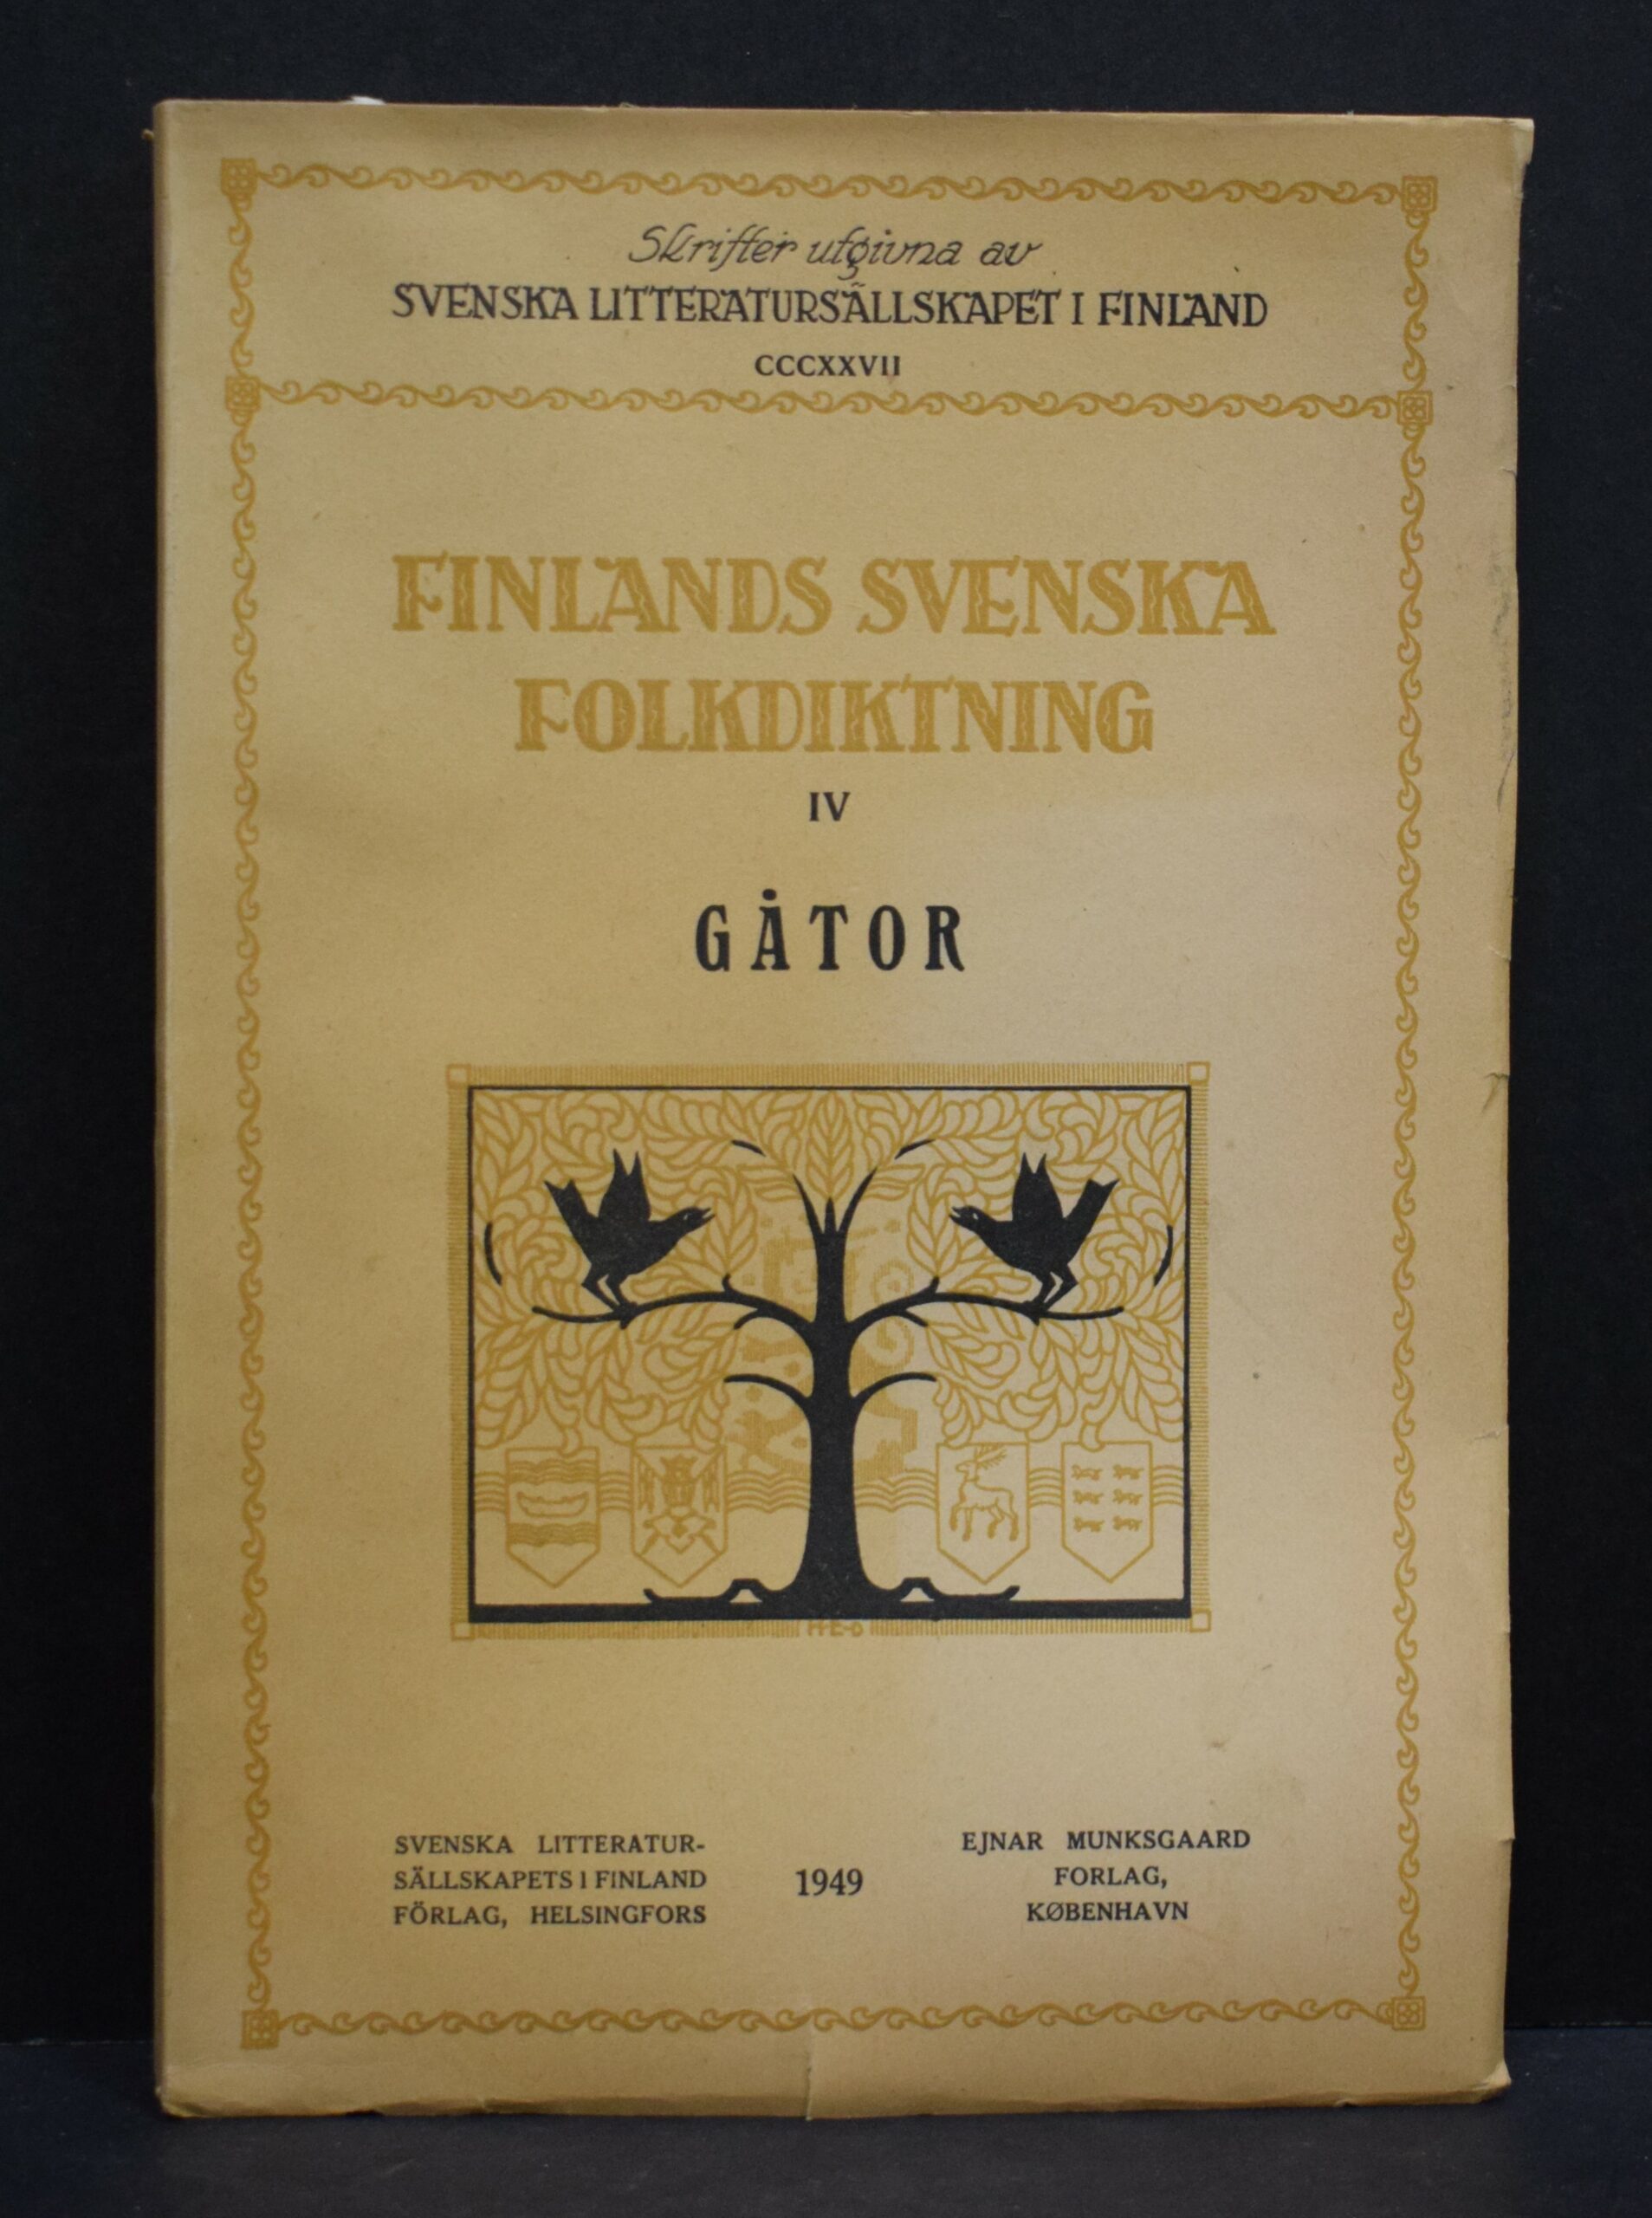 Skrifter utgivna av
SVENSKA LITTERATURSÄLLSKAPET I FINLAND
CCCXXVII
FINLANDS SVENSKA
FOLKDIKTNING
IV
GÅTOR
H-E-B
SVENSKA LITTERATUR-
SÄLLSKAPETS I FINLAND
FÖRLAG, HELSINGFORS
1949
EJNAR MUNKSGAARD
FORLAG,
KØBENHAVN